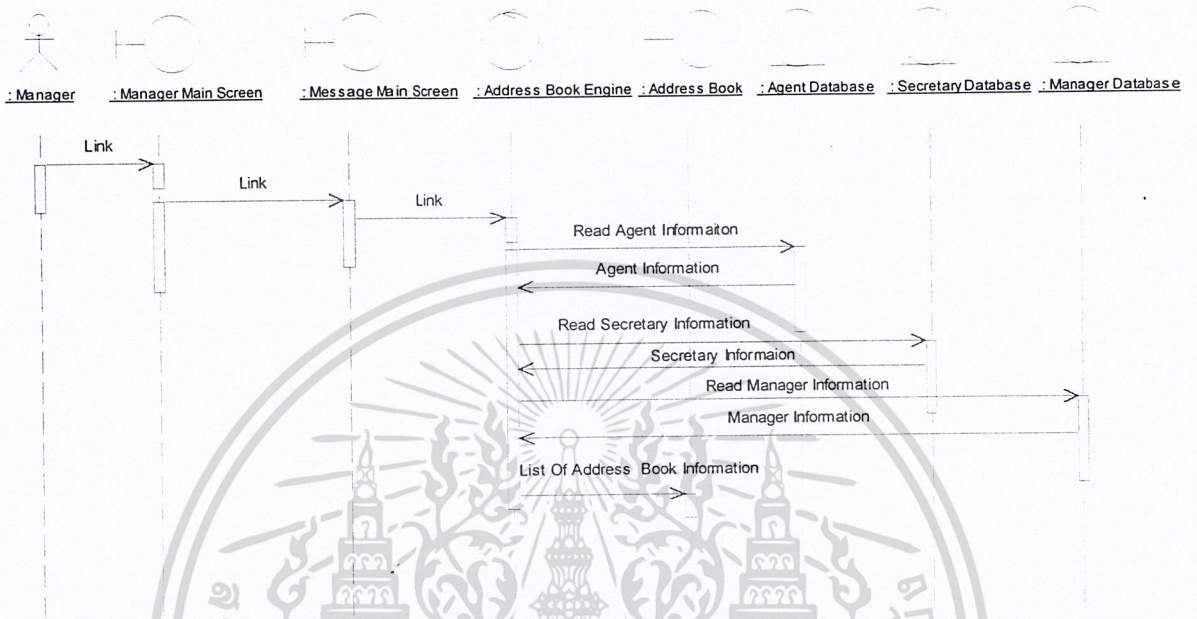 : Manager
: Manager Main Screen
: Message Main Screen
: Address Book Engine
: Address Book
: Agent Database
: Secretary Database
: Manager Database
Link
Link
Link
Read Agent Informaiton
Agent Information
Read Secretary Information
Secretary Informaion
Read Manager Information
Manager Information
List Of Address Book Information